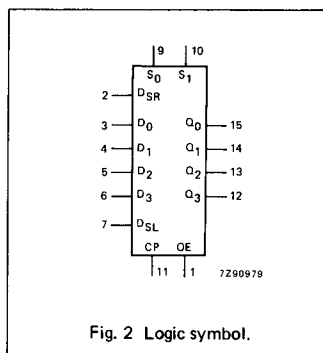 9 10
S0 S1
2 DSR
3 D0 Q0 15
4 D1 Q1 14
5 D2 Q2 13
6 D3 Q3 12
7 DSL
CP OE
11 1 7Z90979
Fig. 2 Logic symbol.